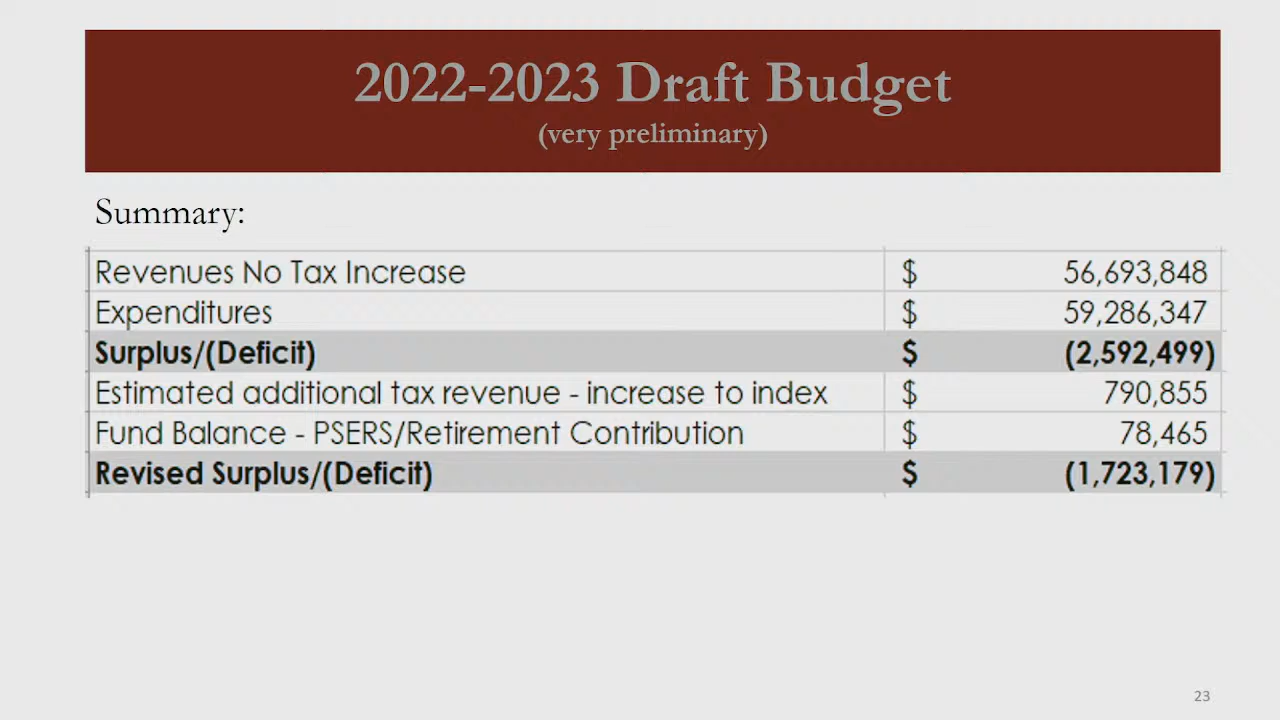 2022-2023 Draft Budget
(very preliminary)
Summary:
Revenues No Tax Increase $ 56,693,848
Expenditures $ 59,286,347
Surplus/(Deficit) $ (2,592,499)
Estimated additional tax revenue - increase to index $ 790,855
Fund Balance - PSERS/Retirement Contribution $ 78,465
Revised Surplus/(Deficit) $ (1,723,179)
23